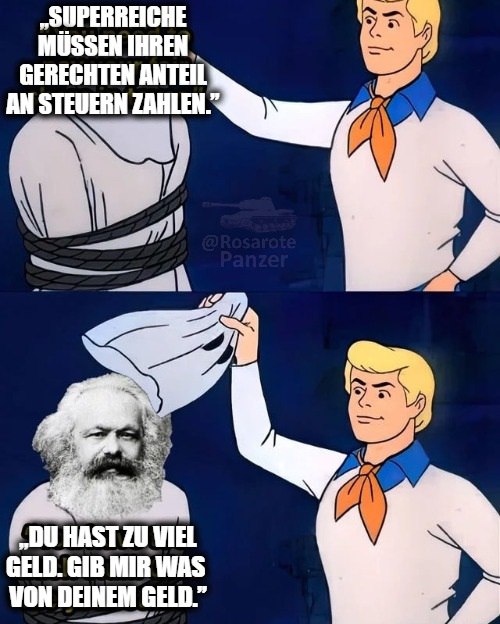 „SUPERREICHE
MÜSSEN IHREN
GERECHTEN ANTEIL
AN STEUERN ZAHLEN.”
@Rosarote
Panzer
„DU HAST ZU VIEL
GELD. GIB MIR WAS
VON DEINEM GELD.”